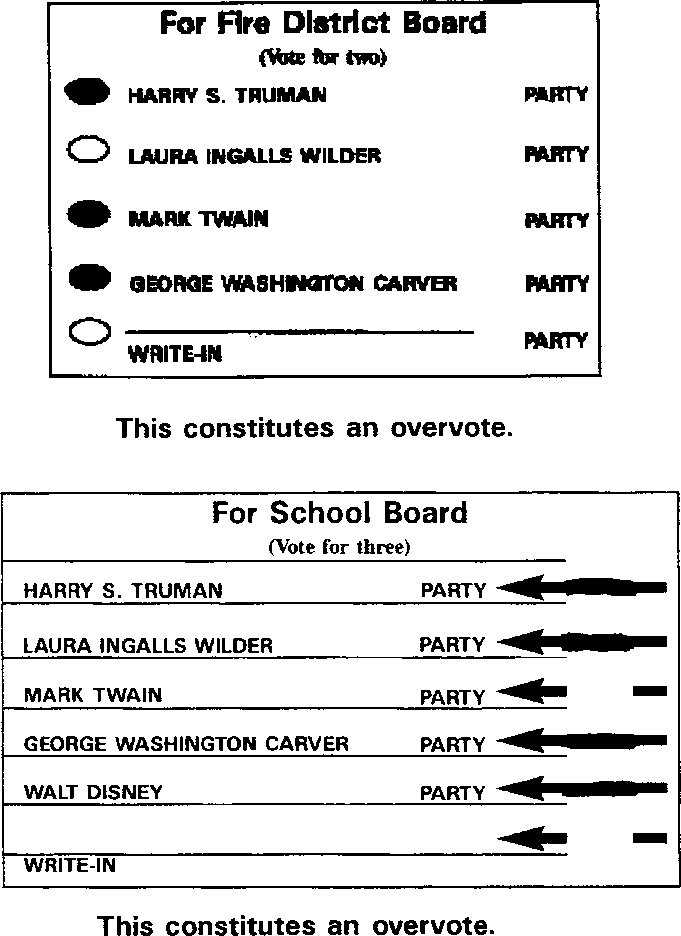 For Fire District Board
(Vote for two)
HARRY S. TRUMAN PARTY
LAURA INGALLS WILDER PARTY
MARK TWAIN PARTY
GEORGE WASHINGTON CARVER PARTY
PARTY
WRITE-IN
This constitutes an overvote.
For School Board
(Vote for three)
HARRY S. TRUMAN PARTY
LAURA INGALLS WILDER PARTY
MARK TWAIN PARTY
GEORGE WASHINGTON CARVER PARTY
WALT DISNEY PARTY
WRITE-IN
This constitutes an overvote.